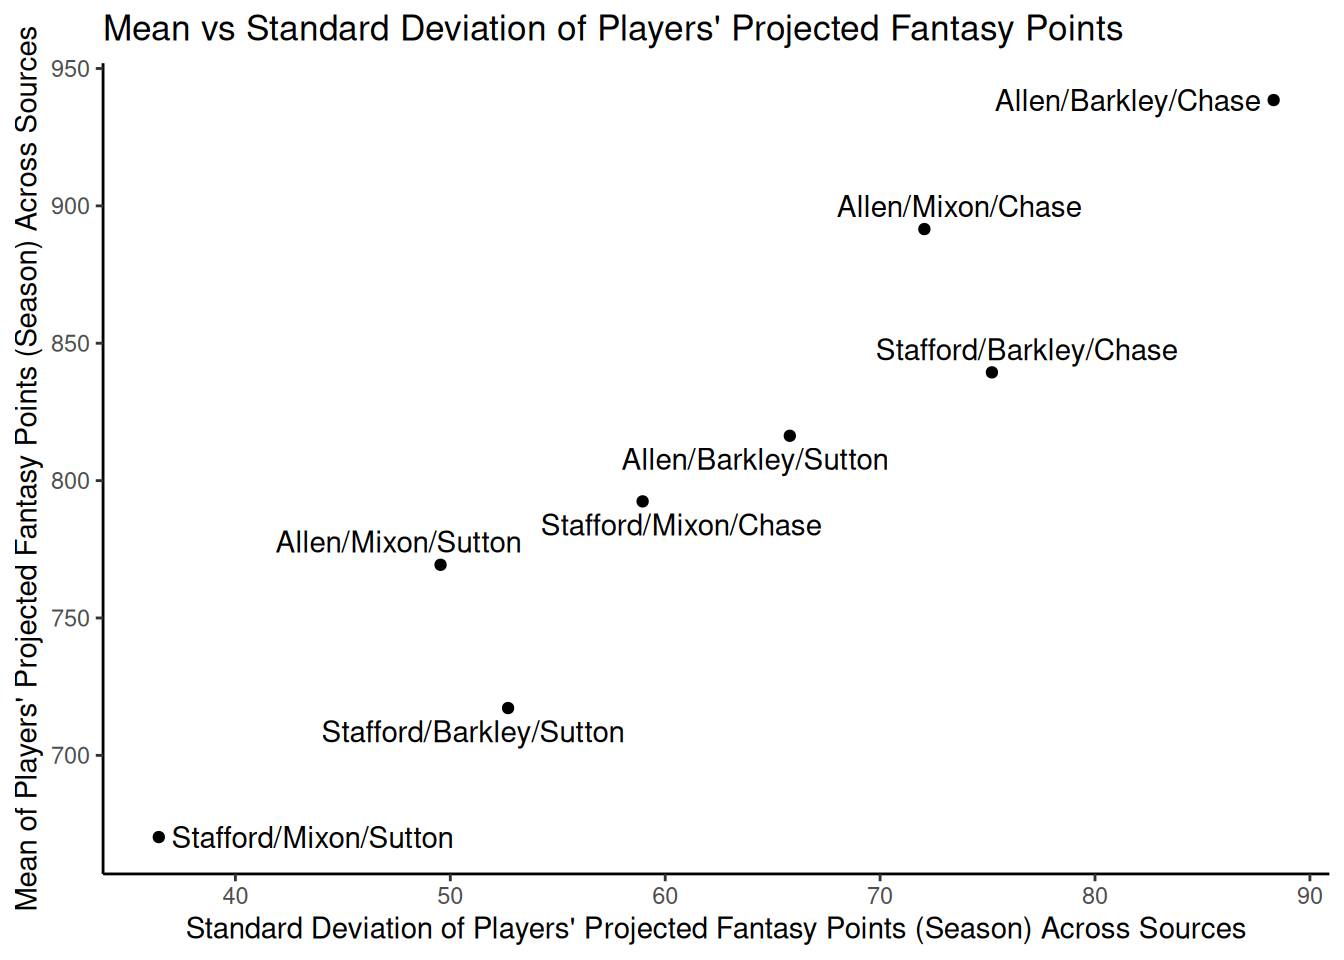 Mean vs Standard Deviation of Players' Projected Fantasy Points
Mean of Players' Projected Fantasy Points (Season) Across Sources
950
900
850
800
750
700
Allen/Barkley/Chase
Allen/Mixon/Chase
Stafford/Barkley/Chase
Allen/Barkley/Sutton
Stafford/Mixon/Chase
Allen/Mixon/Sutton
Stafford/Barkley/Sutton
Stafford/Mixon/Sutton
40 50 60 70 80 90
Standard Deviation of Players' Projected Fantasy Points (Season) Across Sources